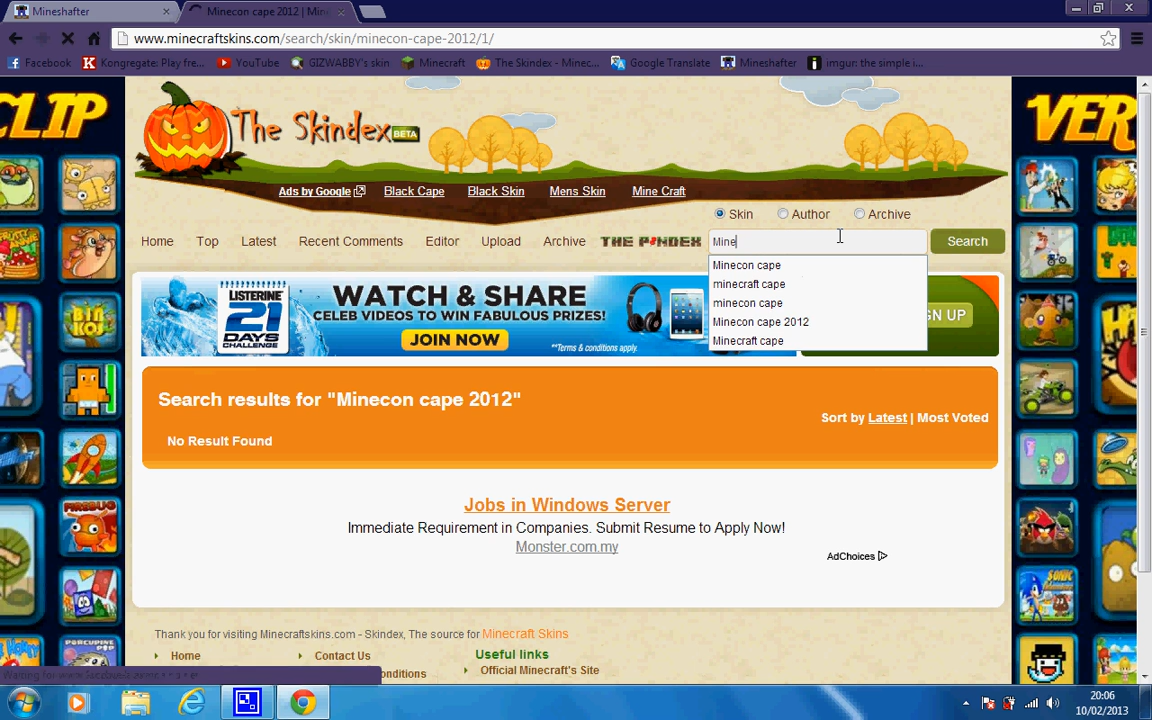 Mineshafter
Minecon cape 2012 | Min
www.minecraftskins.com/search/skin/minecon-cape-2012/1/
Facebook
Kongregate: Play fre...
YouTube
GIZWABBY's skin
Minecraft
The Skindex - Minec...
Google Translate
Mineshafter
imgur: the simple i...
CLIP
VER
The Skindex BETA
Ads by Google
Black Cape
Black Skin
Mens Skin
Mine Craft
Skin
Author
Archive
Home
Top
Latest
Recent Comments
Editor
Upload
Archive
THE PINDEX
Mine
Search
Minecon cape
minecraft cape
minecon cape
Minecon cape 2012
Minecraft cape
LISTERINE
21
DAYS
CHALLENGE
WATCH & SHARE
CELEB VIDEOS TO WIN FABULOUS PRIZES!
JOIN NOW
**Terms & conditions apply.
GN UP
Search results for "Minecon cape 2012"
Sort by Latest | Most Voted
No Result Found
Jobs in Windows Server
Immediate Requirement in Companies. Submit Resume to Apply Now!
Monster.com.my
AdChoices
Thank you for visiting Minecraftskins.com - Skindex, The source for Minecraft Skins
Home
Contact Us
Useful links
onditions
Official Minecraft's Site
20:06
10/02/2013